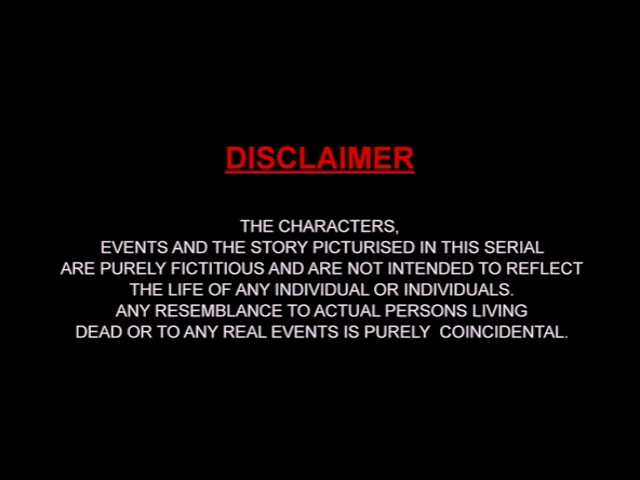 DISCLAIMER
THE CHARACTERS,
EVENTS AND THE STORY PICTURISED IN THIS SERIAL
ARE PURELY FICTITIOUS AND ARE NOT INTENDED TO REFLECT
THE LIFE OF ANY INDIVIDUAL OR INDIVIDUALS.
ANY RESEMBLANCE TO ACTUAL PERSONS LIVING
DEAD OR TO ANY REAL EVENTS IS PURELY  COINCIDENTAL.